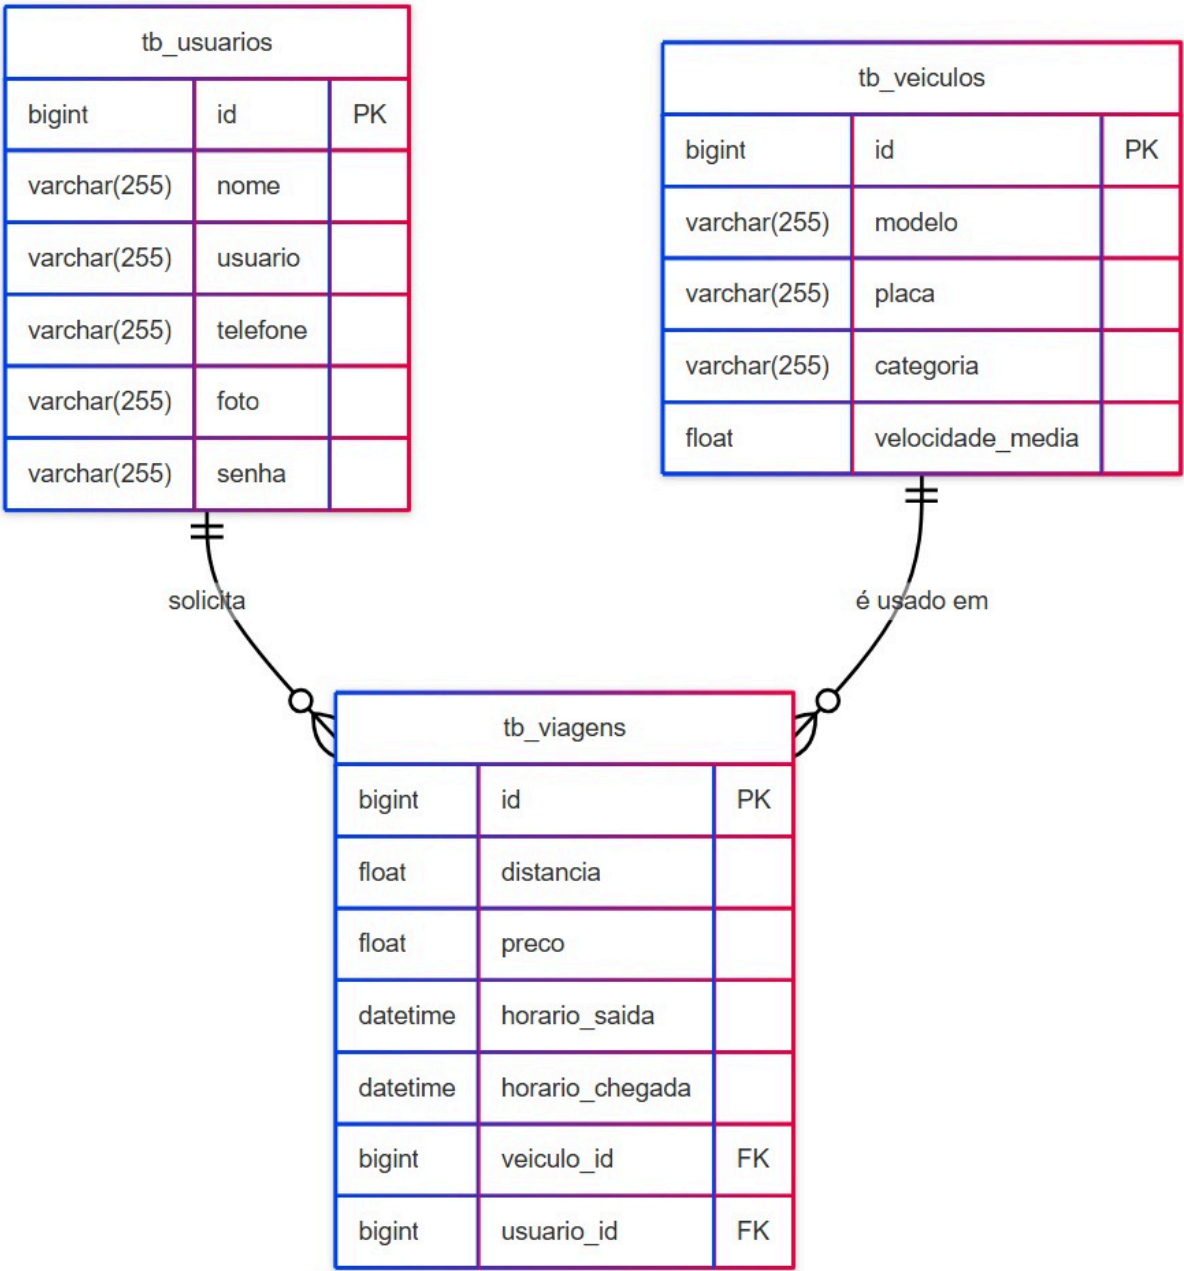 tb_usuarios
bigint id PK
varchar(255) nome
varchar(255) usuario
varchar(255) telefone
varchar(255) foto
varchar(255) senha
tb_veiculos
bigint id PK
varchar(255) modelo
varchar(255) placa
varchar(255) categoria
float velocidade_media
solicita
é usado em
tb_viagens
bigint id PK
float distancia
float preco
datetime horario_saida
datetime horario_chegada
bigint veiculo_id FK
bigint usuario_id FK